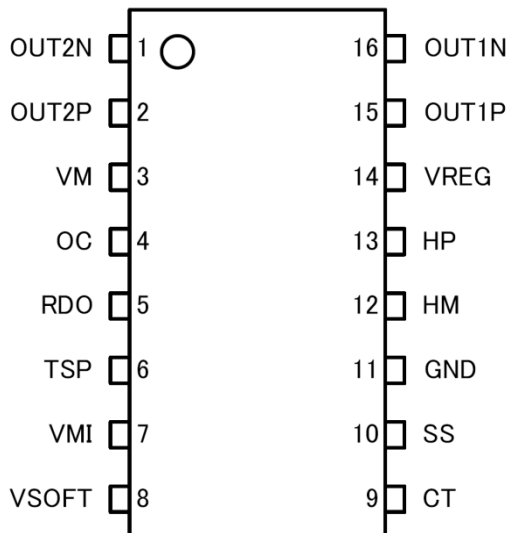 OUT2N 1 16 OUT1N
OUT2P 2 15 OUT1P
VM 3 14 VREG
OC 4 13 HP
RDO 5 12 HM
TSP 6 11 GND
VMI 7 10 SS
VSOFT 8 9 CT